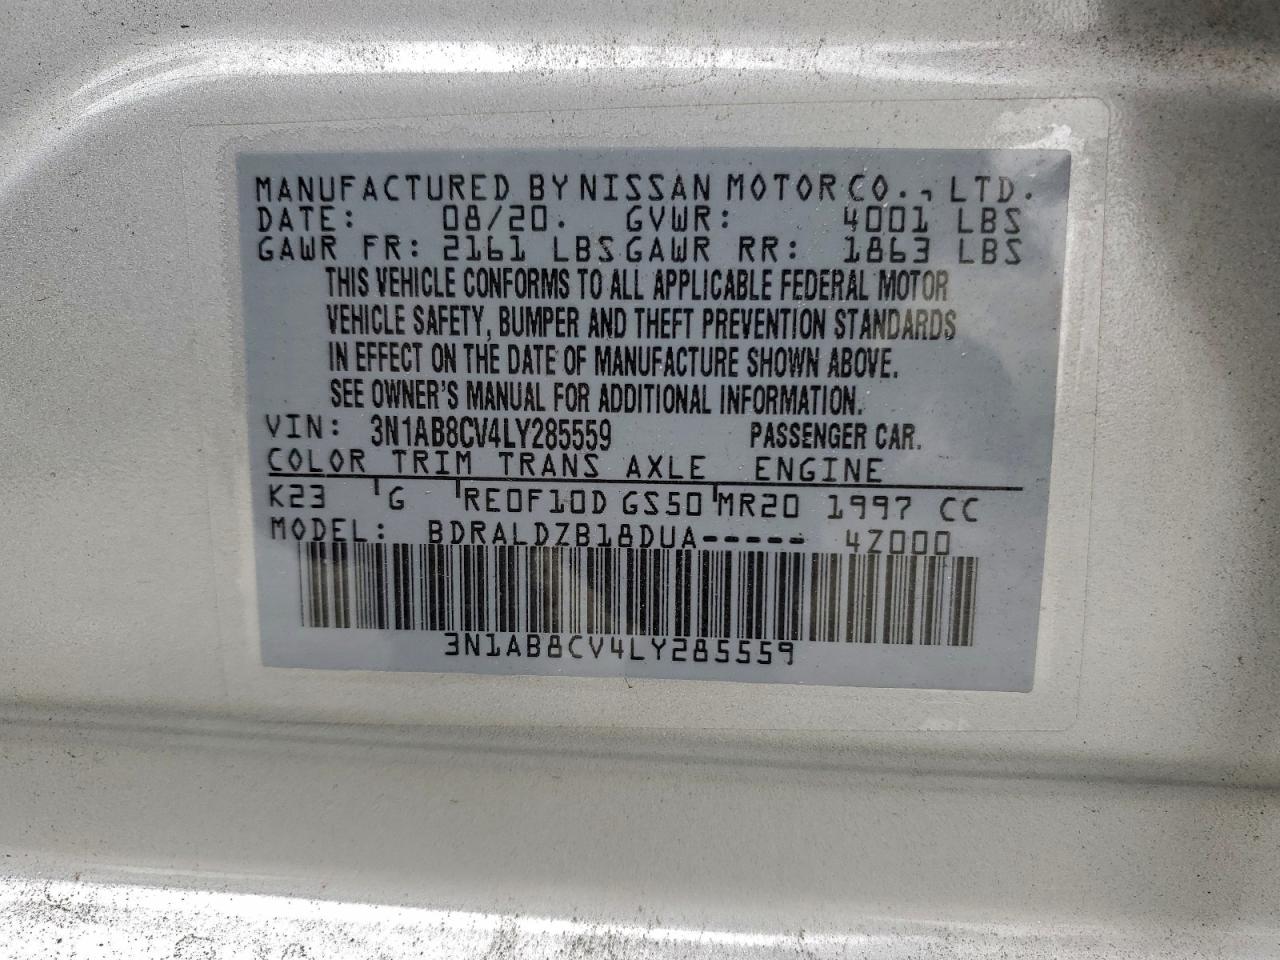 MANUFACTURED BY NISSAN MOTOR CO., LTD.
DATE: 08/20. GVWR: 4001 LBS
GAWR FR: 2161 LBS GAWR RR: 1863 LBS
THIS VEHICLE CONFORMS TO ALL APPLICABLE FEDERAL MOTOR
VEHICLE SAFETY, BUMPER AND THEFT PREVENTION STANDARDS
IN EFFECT ON THE DATE OF MANUFACTURE SHOWN ABOVE.
SEE OWNER'S MANUAL FOR ADDITIONAL INFORMATION.
VIN: 3N1AB8CV4LY285559 PASSENGER CAR.
COLOR TRIM TRANS AXLE ENGINE
K23 G RE0F10D GS50 MR20 1997 CC
MODEL: BDRALDZB18DUA----- 4Z000
3N1AB8CV4LY285559